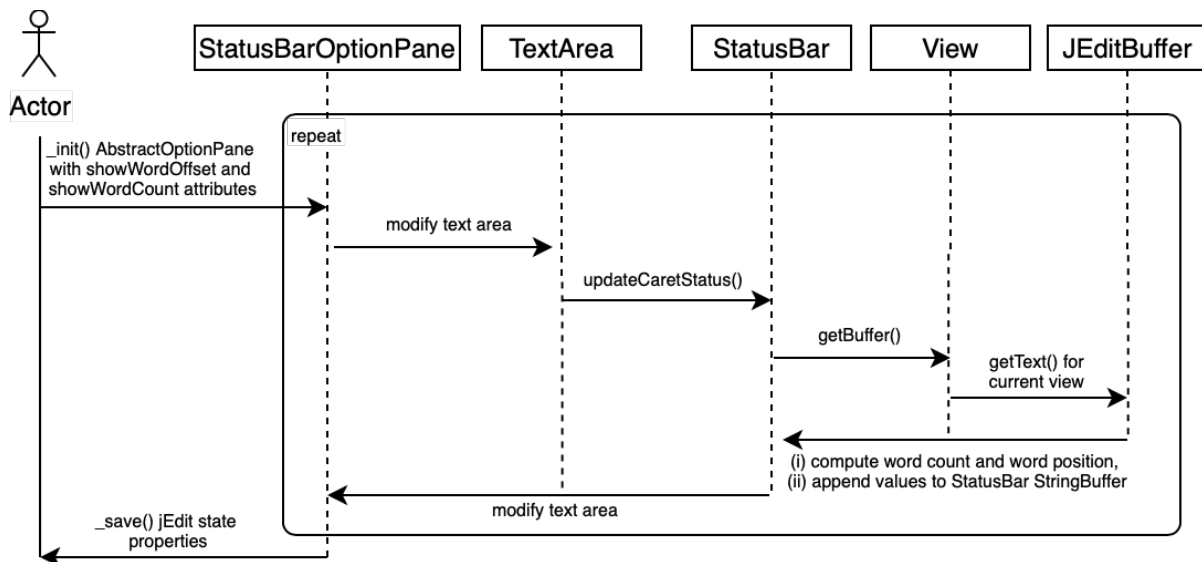 StatusBarOptionPane
TextArea
StatusBar
View
JEditBuffer
Actor
repeat
_init() AbstractOptionPane
with showWordOffset and
showWordCount attributes
modify text area
updateCaretStatus()
getBuffer()
getText() for
current view
(i) compute word count and word position,
(ii) append values to StatusBar StringBuffer
modify text area
_save() jEdit state
properties